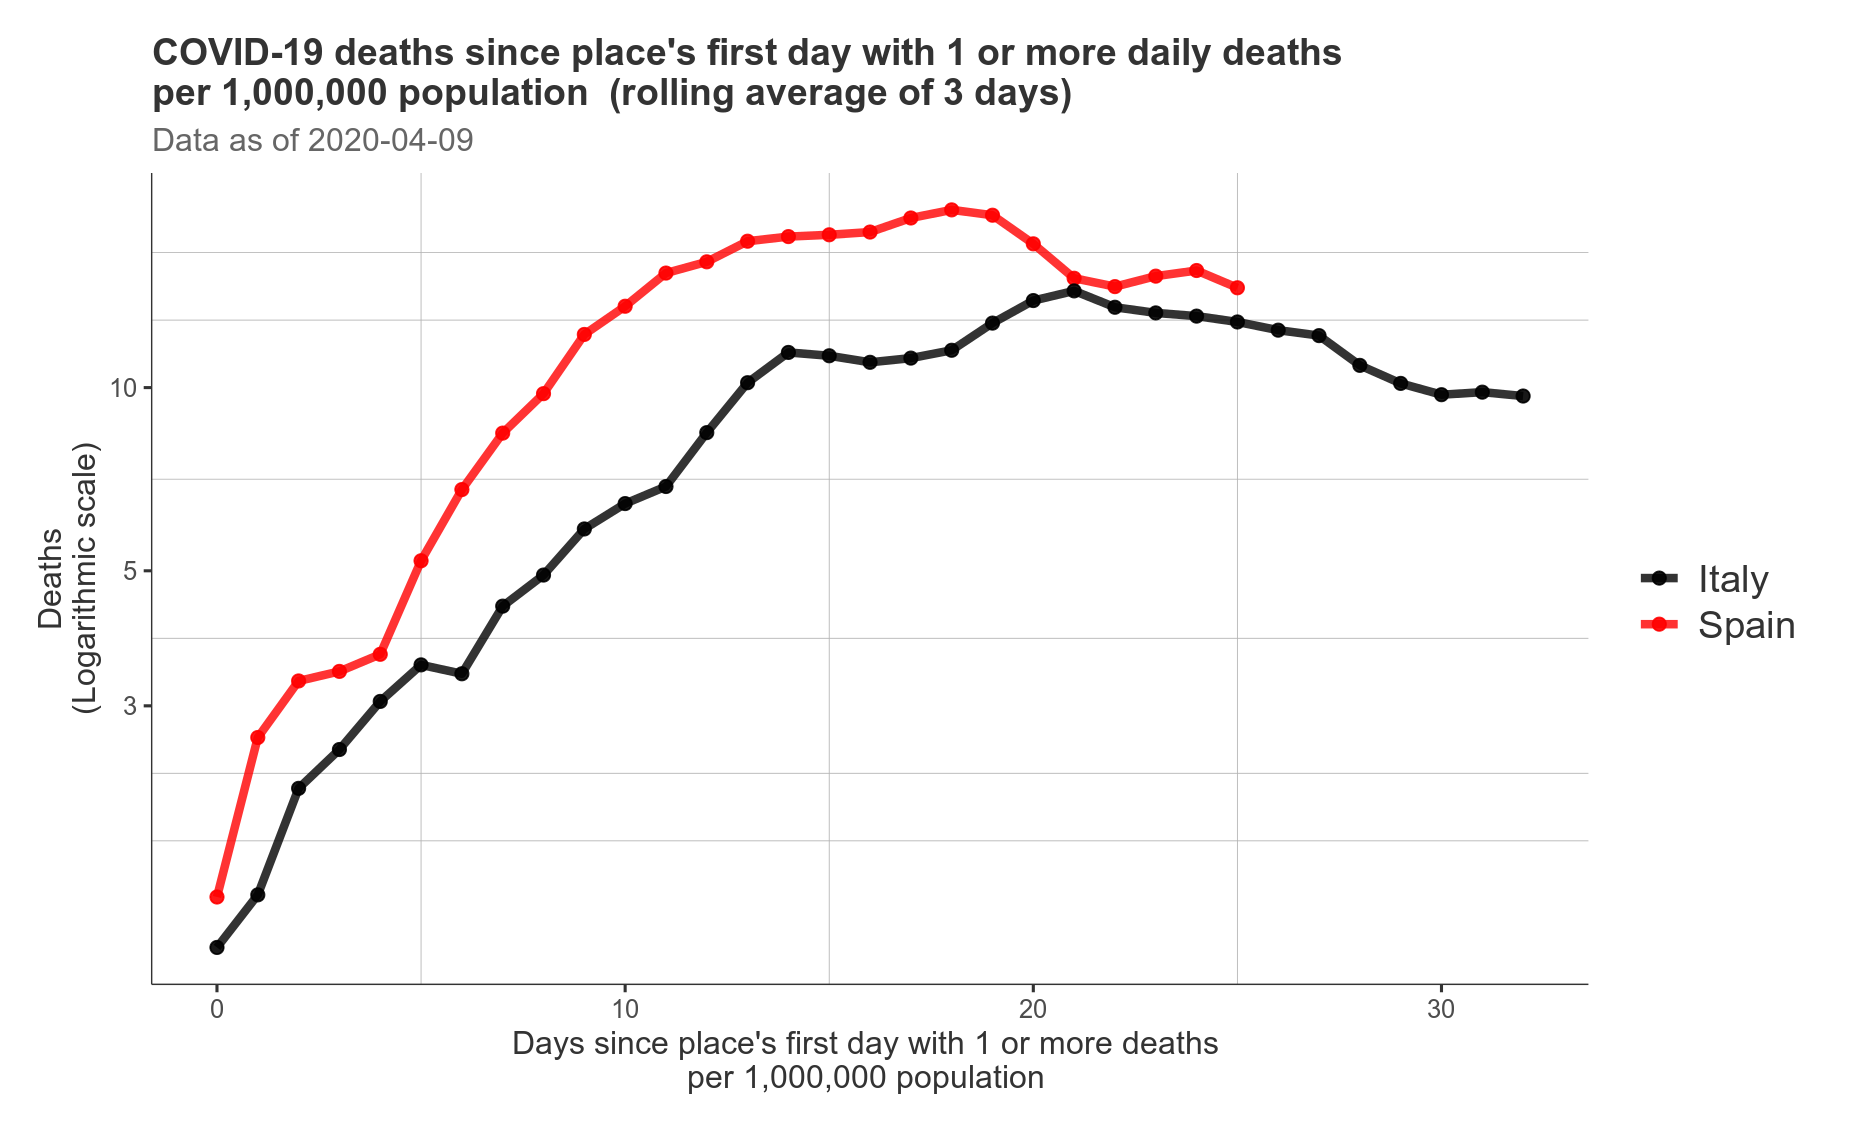 COVID-19 deaths since place's first day with 1 or more daily deaths
per 1,000,000 population  (rolling average of 3 days)
Data as of 2020-04-09
10
5
3
Deaths
(Logarithmic scale)
0
10
20
30
Days since place's first day with 1 or more deaths
per 1,000,000 population
Italy
Spain